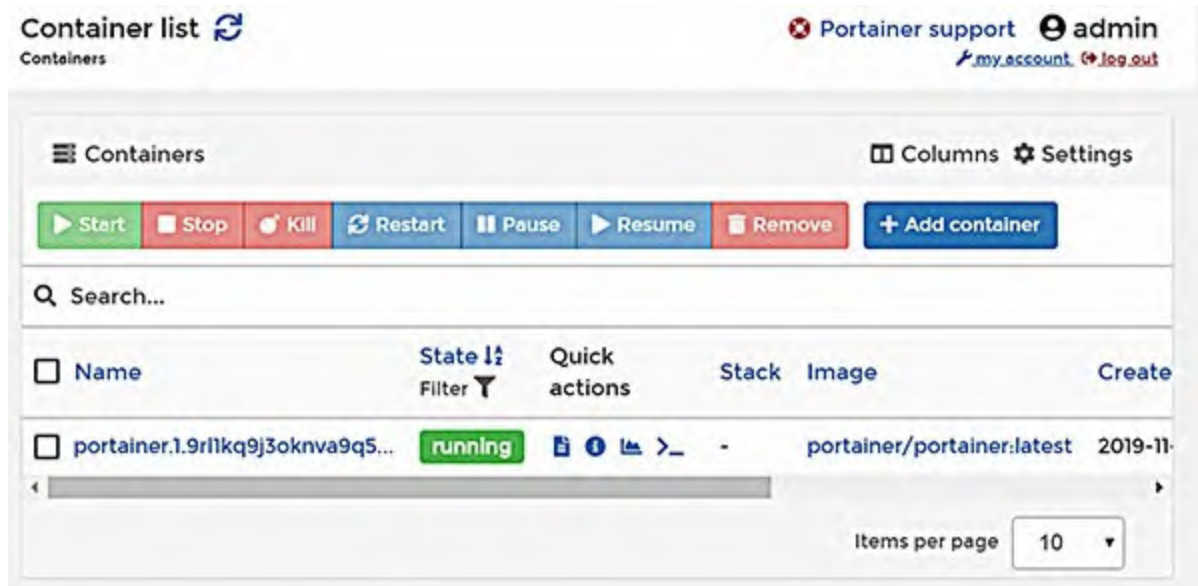 Container list
Portainer support admin
Containers
my account log out
Containers
Columns Settings
Start Stop Kill Restart Pause Resume Remove + Add container
Search...
Name State Filter Quick actions Stack Image Create
portainer.1.9rl1kq9j3oknva9q5... running - portainer/portainer:latest 2019-11-
Items per page 10